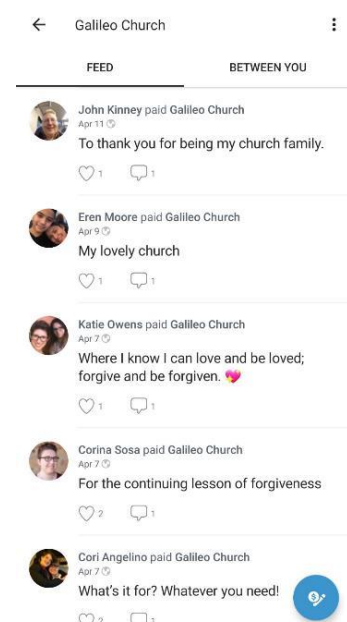 Galileo Church
FEED
BETWEEN YOU
John Kinney paid Galileo Church
Apr 11
To thank you for being my church family.
1
1
Eren Moore paid Galileo Church
Apr 9
My lovely church
1
1
Katie Owens paid Galileo Church
Apr 7
Where I know I can love and be loved;
forgive and be forgiven. 💖
1
1
Corina Sosa paid Galileo Church
Apr 7
For the continuing lesson of forgiveness
2
1
Cori Angelino paid Galileo Church
Apr 7
What's it for? Whatever you need!
2
1